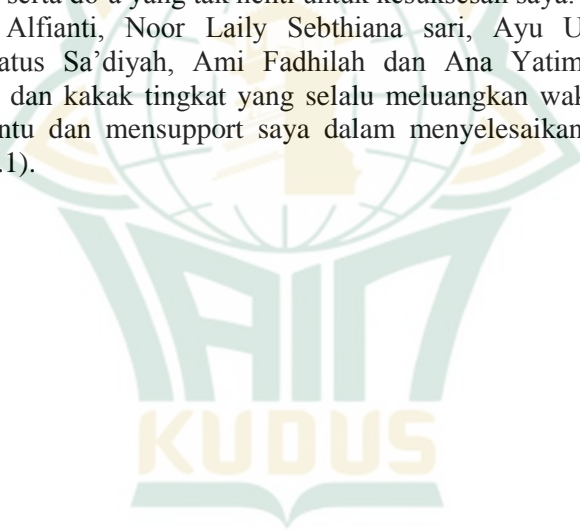 serta do'a yang tak henti untuk kesuksesan saya.
Alfianti, Noor Laily Sebthiana sari, Ayu U
atus Sa'diyah, Ami Fadhilah dan Ana Yatim
dan kakak tingkat yang selalu meluangkan wak
ntu dan mensupport saya dalam menyelesaikan
.1).
IAIN
KUDUS